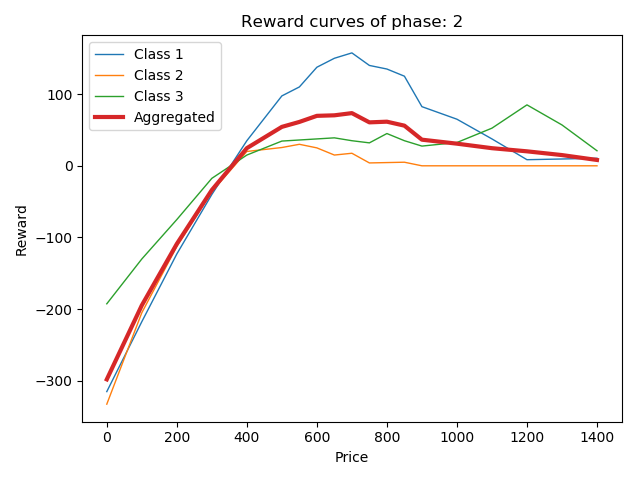 Reward curves of phase: 2
Class 1
Class 2
Class 3
Aggregated
Reward
100
0
−100
−200
−300
0 200 400 600 800 1000 1200 1400
Price